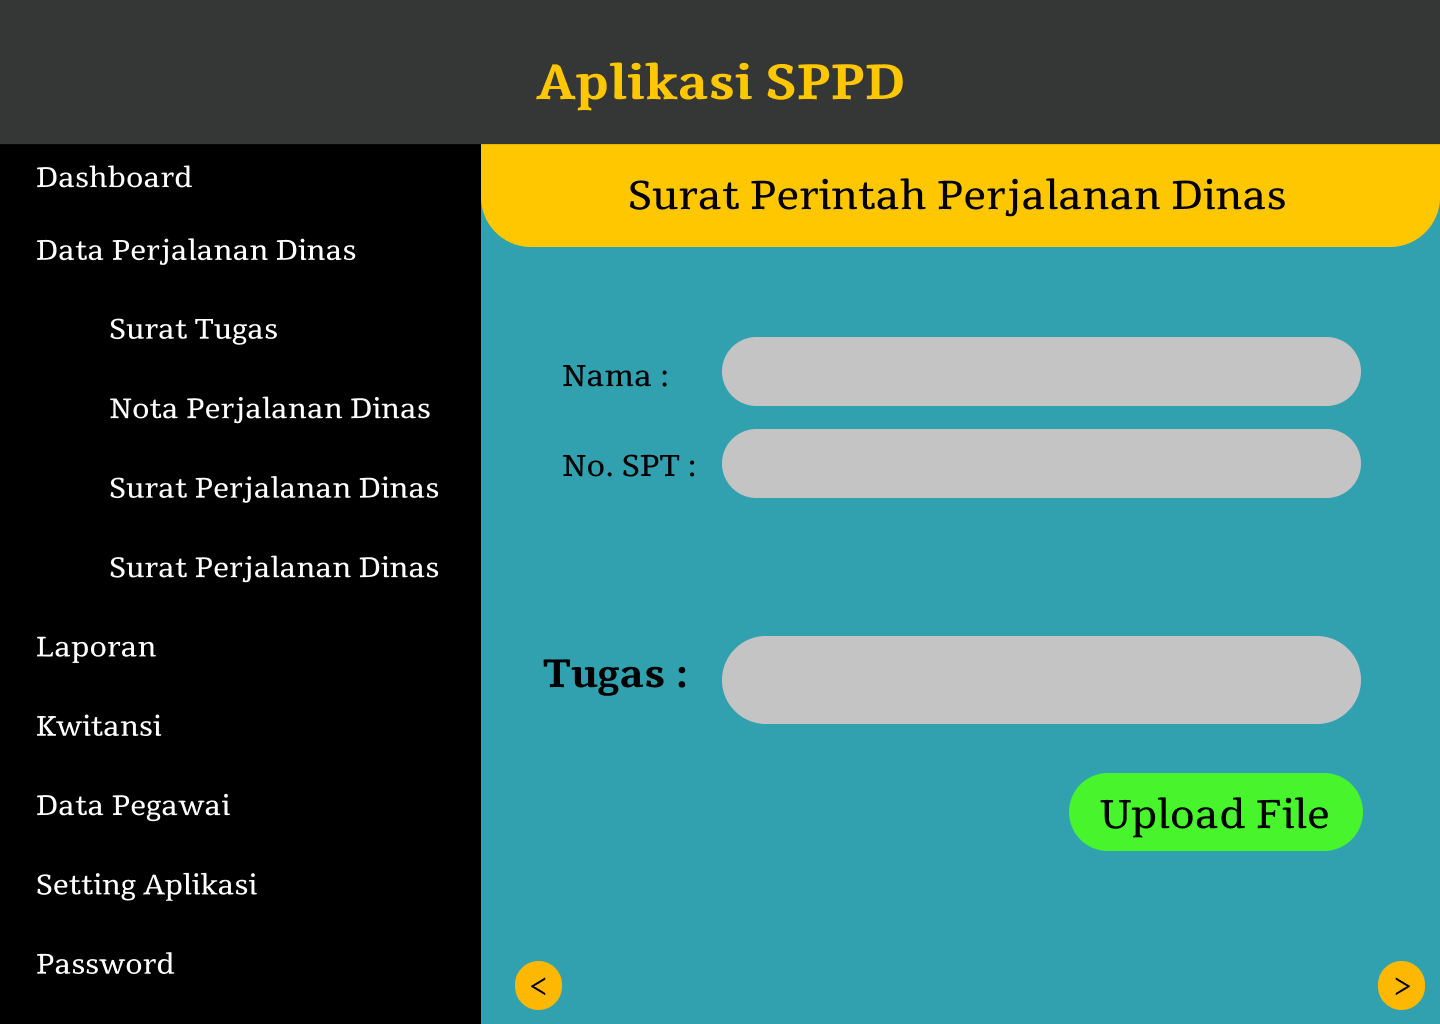 Aplikasi SPPD
Dashboard
Data Perjalanan Dinas
Surat Tugas
Nota Perjalanan Dinas
Surat Perjalanan Dinas
Surat Perjalanan Dinas
Laporan
Kwitansi
Data Pegawai
Setting Aplikasi
Password
Surat Perintah Perjalanan Dinas
Nama :
No. SPT :
Tugas :
Upload File
< >